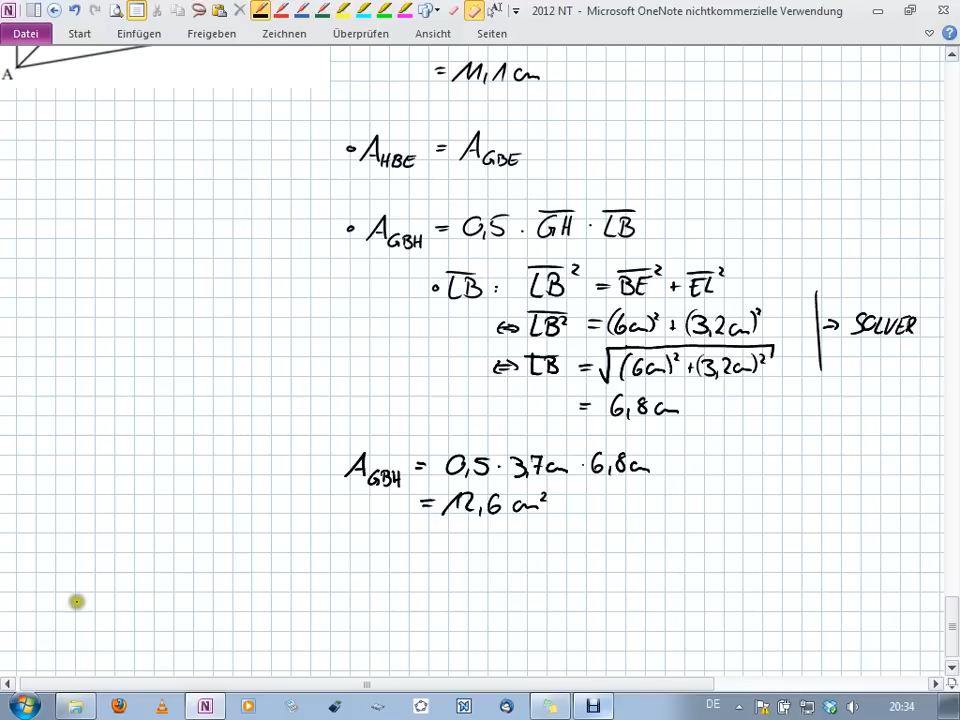 2012 NT - Microsoft OneNote nichtkommerzielle Verwendung
Datei Start Einfügen Freigeben Zeichnen Überprüfen Ansicht Seiten
A
= 11,1 cm
• A_HBE = A_GBE
• A_GBH = 0,5 · GH · LB
• LB : LB² = BE² + EL²
⇔ LB² = (6cm)² + (3,2cm)²
→ SOLVER
⇔ LB = √(6cm)² + (3,2cm)²
= 6,8 cm
A_GBH = 0,5 · 3,7cm · 6,8cm
= 12,6 cm²
DE 20:34